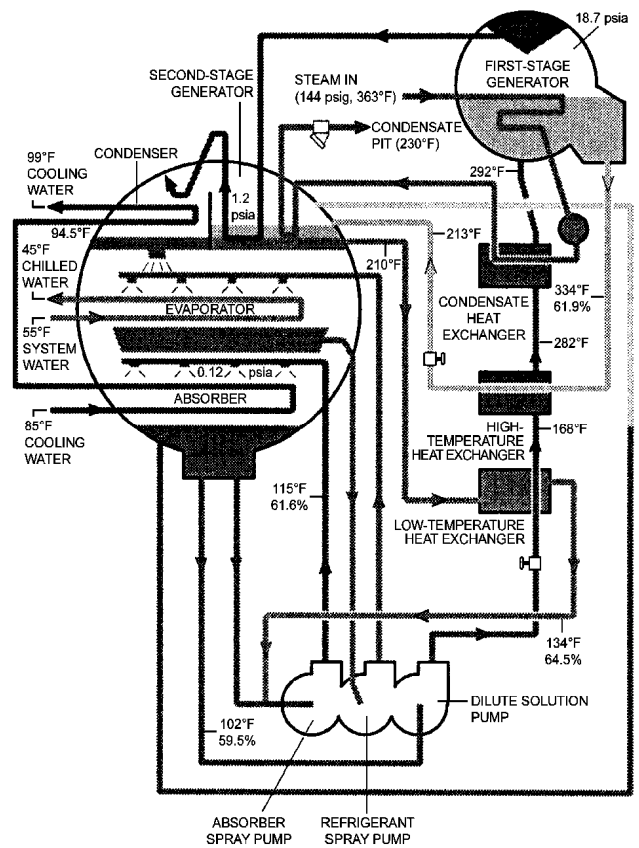 18.7 psia
FIRST-STAGE
GENERATOR
SECOND-STAGE
GENERATOR
STEAM IN
(144 psig, 363°F)
CONDENSATE
PIT (230°F)
CONDENSER
99°F
COOLING
WATER
94.5°F
1.2
psia
292°F
45°F
CHILLED
WATER
213°F
210°F
EVAPORATOR
334°F
61.9%
CONDENSATE
HEAT
EXCHANGER
55°F
SYSTEM
WATER
282°F
0.12 psia
ABSORBER
85°F
COOLING
WATER
HIGH-
TEMPERATURE
HEAT EXCHANGER
168°F
115°F
61.6%
LOW-TEMPERATURE
HEAT EXCHANGER
134°F
64.5%
DILUTE SOLUTION
PUMP
102°F
59.5%
ABSORBER
SPRAY PUMP
REFRIGERANT
SPRAY PUMP